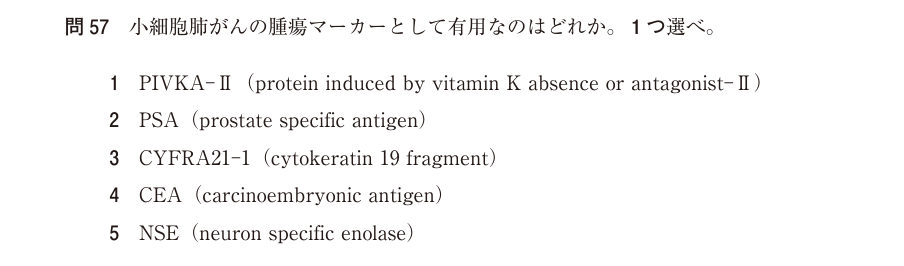 問57 小細胞肺がんの腫瘍マーカーとして有用なのはどれか。1つ選べ。
1 PIVKA-Ⅱ（protein induced by vitamin K absence or antagonist-Ⅱ）
2 PSA（prostate specific antigen）
3 CYFRA21-1（cytokeratin 19 fragment）
4 CEA（carcinoembryonic antigen）
5 NSE（neuron specific enolase）